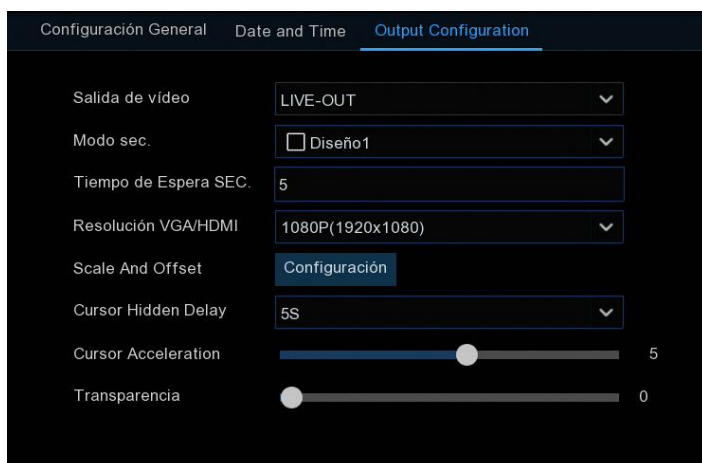 Configuración General Date and Time Output Configuration
Salida de vídeo LIVE-OUT
Modo sec. Diseño1
Tiempo de Espera SEC. 5
Resolución VGA/HDMI 1080P(1920x1080)
Scale And Offset Configuración
Cursor Hidden Delay 5S
Cursor Acceleration 5
Transparencia 0